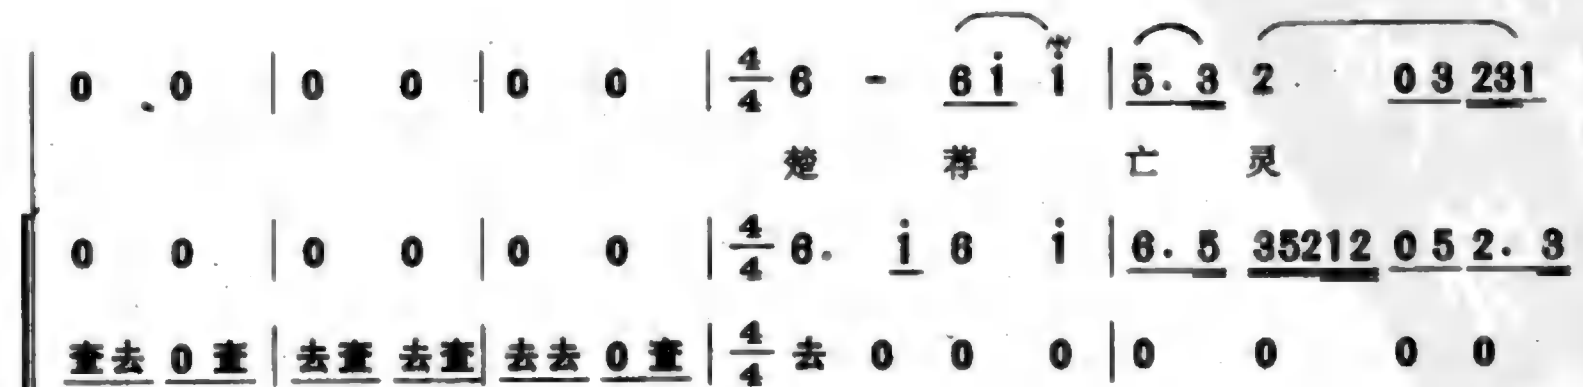 0 0 | 0 0 | 0 0 | 4/4 6 - 6 i̇ i̇ | 5. 3 2. 0 3 231
楚 荐 亡 灵
0 0 | 0 0 | 0 0 | 4/4 6. i̇ 6 i̇ | 6. 5 35212 0 5 2. 3
查去 0 查 | 去查 去查 | 去去 0 查 | 4/4 去 0 0 0 | 0 0 0 0